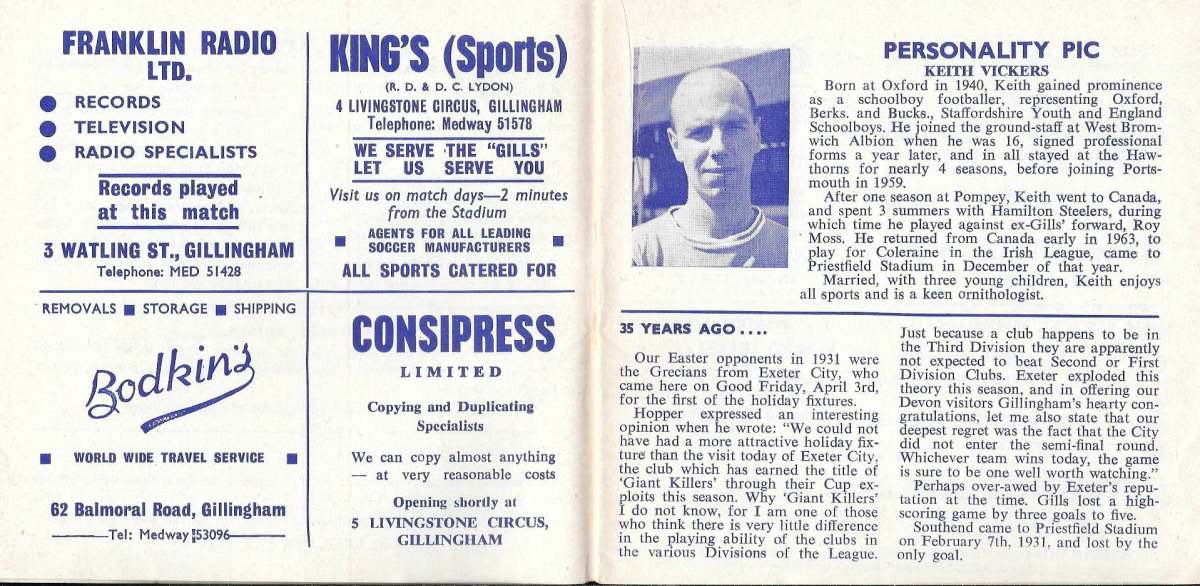 FRANKLIN RADIO
LTD.
● RECORDS
● TELEVISION
● RADIO SPECIALISTS
Records played
at this match
3 WATLING ST., GILLINGHAM
Telephone: MED 51428
KING'S (Sports)
(R. D. & D. C. LYDON)
4 LIVINGSTONE CIRCUS, GILLINGHAM
Telephone: Medway 51578
WE SERVE THE "GILLS"
LET US SERVE YOU
Visit us on match days—2 minutes
from the Stadium
■ AGENTS FOR ALL LEADING
SOCCER MANUFACTURERS ■
ALL SPORTS CATERED FOR
REMOVALS ■ STORAGE ■ SHIPPING
Bodkin's
■ WORLD WIDE TRAVEL SERVICE ■
62 Balmoral Road, Gillingham
Tel: Medway 53096
CONSIPRESS
LIMITED
Copying and Duplicating
Specialists
We can copy almost anything
— at very reasonable costs
Opening shortly at
5 LIVINGSTONE CIRCUS,
GILLINGHAM
PERSONALITY PIC
KEITH VICKERS
Born at Oxford in 1940, Keith gained prominence
as a schoolboy footballer, representing Oxford,
Berks. and Bucks., Staffordshire Youth and England
Schoolboys. He joined the ground-staff at West Brom-
wich Albion when he was 16, signed professional
forms a year later, and in all stayed at the Haw-
thorns for nearly 4 seasons, before joining Ports-
mouth in 1959.
After one season at Pompey, Keith went to Canada,
and spent 3 summers with Hamilton Steelers, during
which time he played against ex-Gills' forward, Roy
Moss. He returned from Canada early in 1963, to
play for Coleraine in the Irish League, came to
Priestfield Stadium in December of that year.
Married, with three young children, Keith enjoys
all sports and is a keen ornithologist.
35 YEARS AGO....
Our Easter opponents in 1931 were
the Grecians from Exeter City, who
came here on Good Friday, April 3rd,
for the first of the holiday fixtures.
Hopper expressed an interesting
opinion when he wrote: "We could not
have had a more attractive holiday fix-
ture than the visit today of Exeter City,
the club which has earned the title of
'Giant Killers' through their Cup ex-
ploits this season. Why 'Giant Killers'
I do not know, for I am one of those
who think there is very little difference
in the playing ability of the clubs in
the various Divisions of the League.
Just because a club happens to be in
the Third Division they are apparently
not expected to beat Second or First
Division Clubs. Exeter exploded this
theory this season, and in offering our
Devon visitors Gillingham's hearty con-
gratulations, let me also state that our
deepest regret was the fact that the City
did not enter the semi-final round.
Whichever team wins today, the game
is sure to be one well worth watching."
Perhaps over-awed by Exeter's repu-
tation at the time. Gills lost a high-
scoring game by three goals to five.
Southend came to Priestfield Stadium
on February 7th, 1931, and lost by the
only goal.